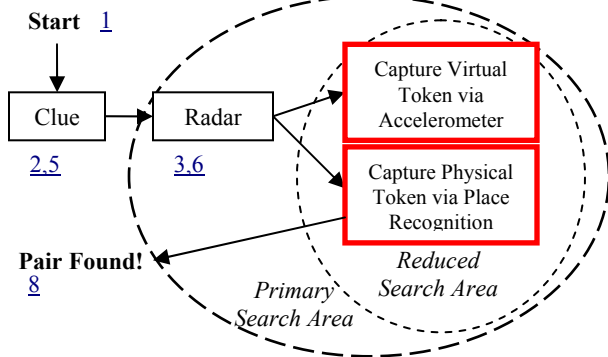 Start 1
Clue
2,5
Radar
3,6
Capture Virtual
Token via
Accelerometer
Capture Physical
Token via Place
Recognition
Pair Found!
8
Reduced
Search Area
Primary
Search Area